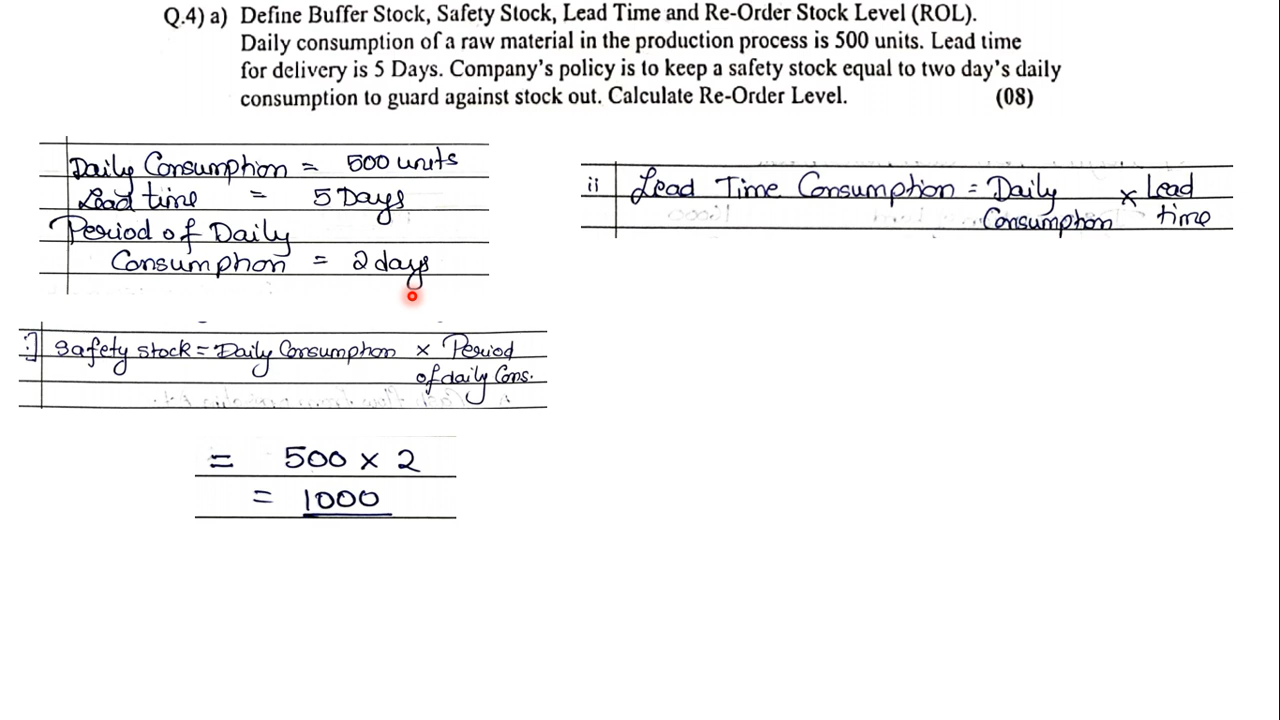 Q.4) a) Define Buffer Stock, Safety Stock, Lead Time and Re-Order Stock Level (ROL).
Daily consumption of a raw material in the production process is 500 units. Lead time
for delivery is 5 Days. Company's policy is to keep a safety stock equal to two day's daily
consumption to guard against stock out. Calculate Re-Order Level. (08)
Daily Consumption = 500 units
Lead time = 5 Days
Period of Daily
Consumption = 2 days
i] Safety stock = Daily Consumption × Period
of daily Cons.
= 500 × 2
= 1000
ii Lead Time Consumption = Daily × Lead
Consumption time